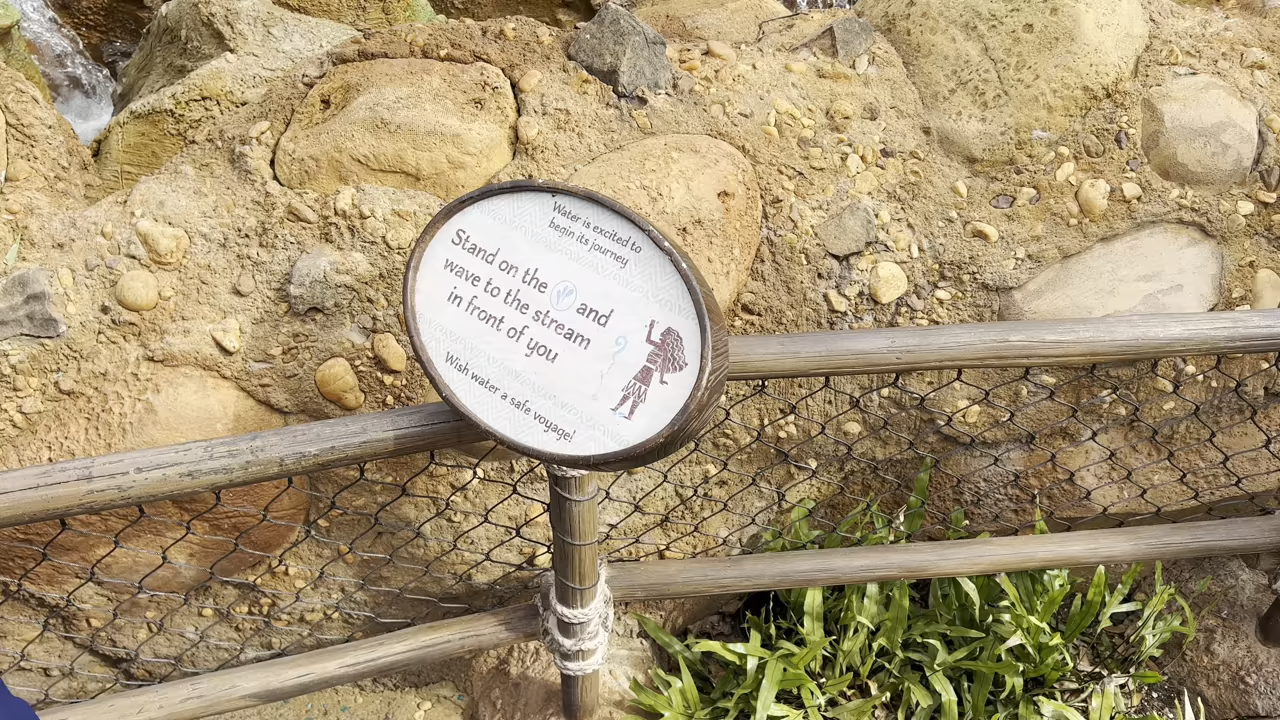 Water is excited to
begin its journey
Stand on the and
wave to the stream
in front of you
Wish water a safe voyage!